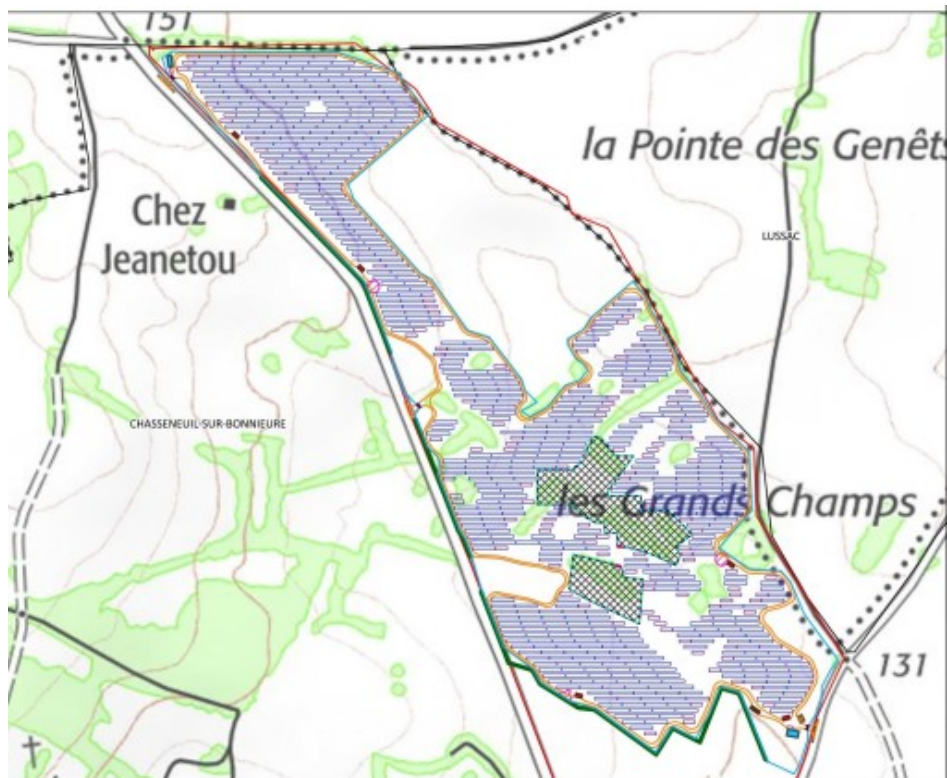 151
la Pointe des Genêts
Chez
Jeanetou
LUSSAC
CHASSENEUIL-SUR-BONNIEURE
les Grands Champs
131